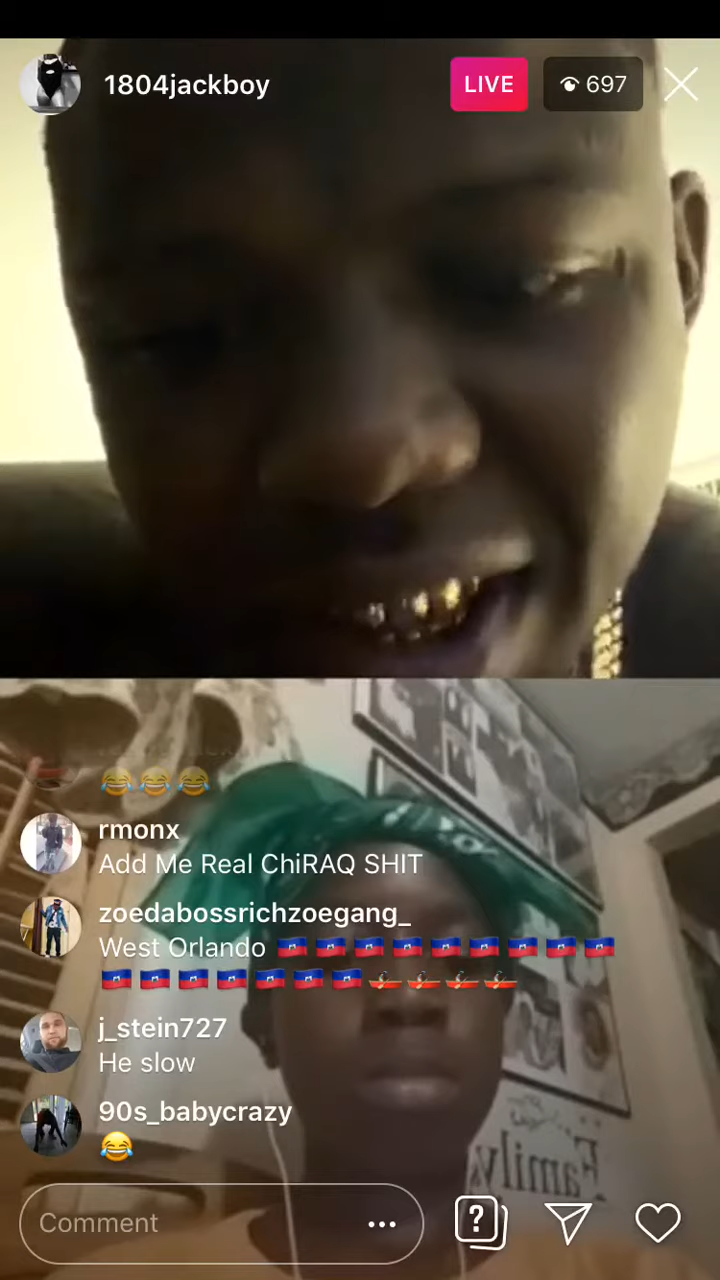 1804jackboy
LIVE
697
😂😂😂
rmonx
Add Me Real ChiRAQ SHIT
zoedabossrichzoegang_
West Orlando 🇭🇹🇭🇹🇭🇹🇭🇹🇭🇹🇭🇹🇭🇹🇭🇹🇭🇹
🇭🇹🇭🇹🇭🇹🇭🇹🇭🇹🇭🇹🇭🇹🚣🚣🚣🚣
j_stein727
He slow
90s_babycrazy
😂
Family
Comment